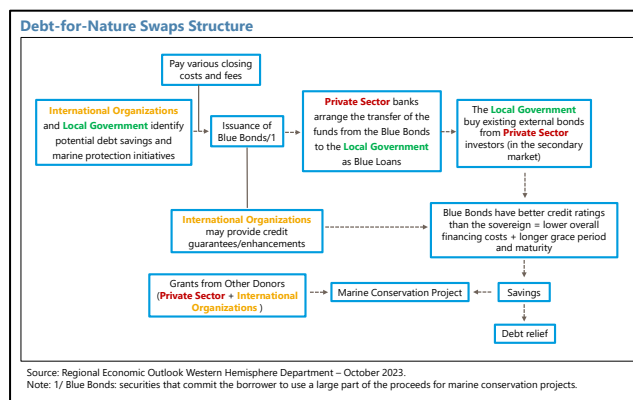 Debt-for-Nature Swaps Structure
Pay various closing
costs and fees
International Organizations
and Local Government identify
potential debt savings and
marine protection initiatives
Issuance of
Blue Bonds/1
Private Sector banks
arrange the transfer of the
funds from the Blue Bonds
to the Local Government
as Blue Loans
The Local Government
buy existing external bonds
from Private Sector
investors (in the secondary
market)
International Organizations
may provide credit
guarantees/enhancements
Blue Bonds have better credit ratings
than the sovereign = lower overall
financing costs + longer grace period
and maturity
Grants from Other Donors
(Private Sector + International
Organizations )
Marine Conservation Project
Savings
Debt relief
Source: Regional Economic Outlook Western Hemisphere Department – October 2023.
Note: 1/ Blue Bonds: securities that commit the borrower to use a large part of the proceeds for marine conservation projects.